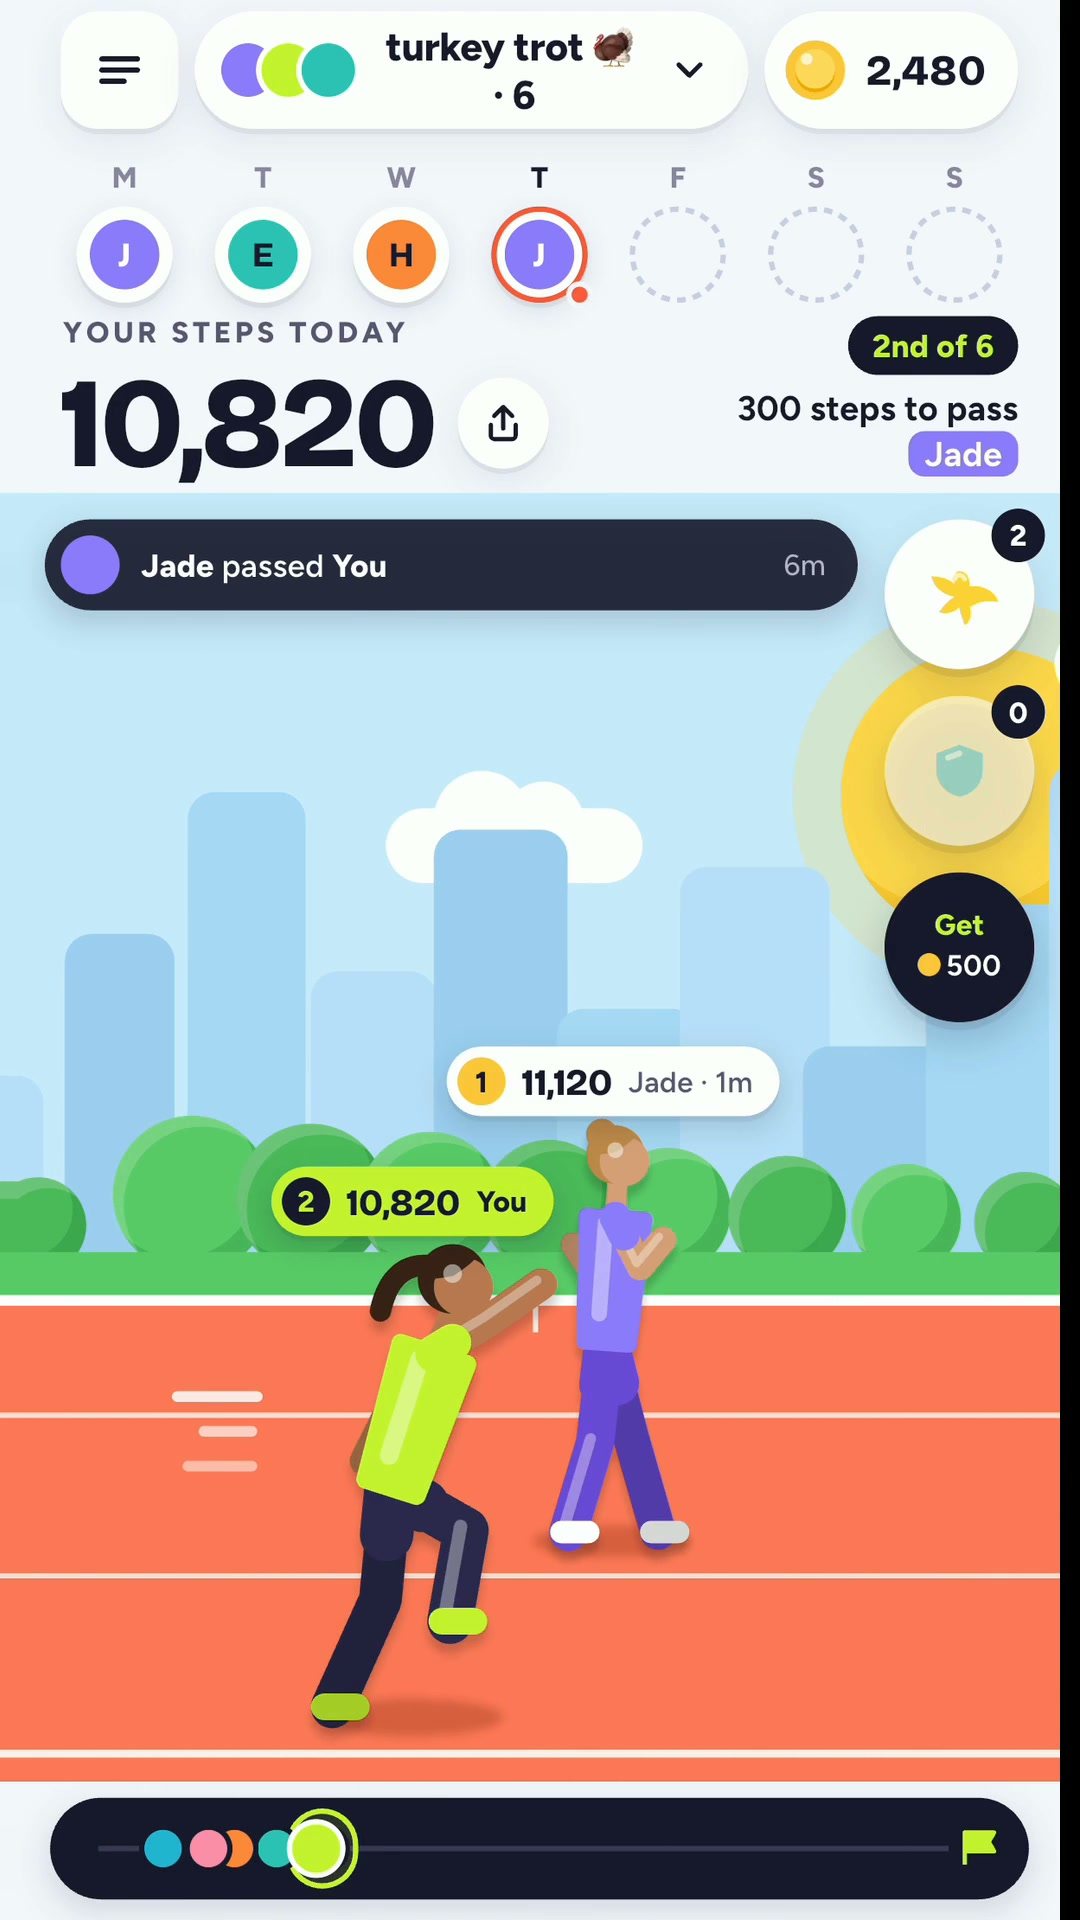 turkey trot 🦃
· 6
2,480
M T W T F S S
J E H J
YOUR STEPS TODAY
10,820
2nd of 6
300 steps to pass
Jade
Jade passed You 6m
2
0
Get
500
1 11,120 Jade · 1m
2 10,820 You